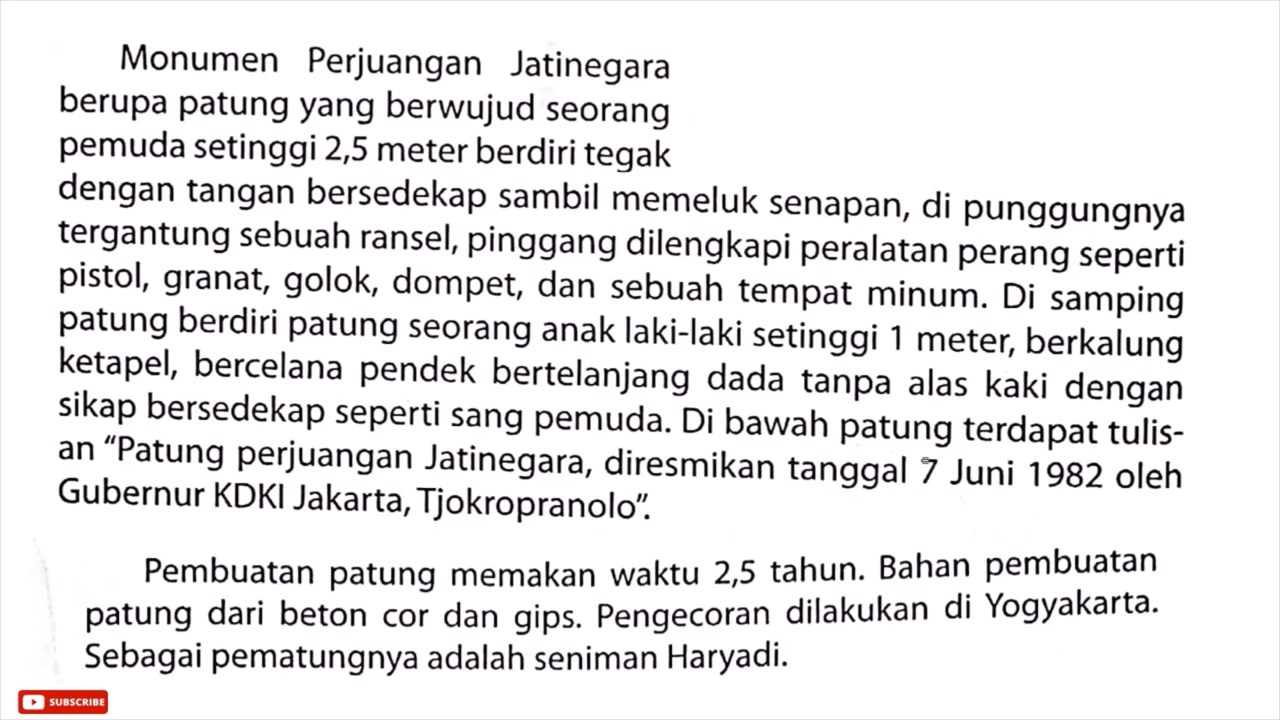 Monumen Perjuangan Jatinegara
berupa patung yang berwujud seorang
pemuda setinggi 2,5 meter berdiri tegak
dengan tangan bersedekap sambil memeluk senapan, di punggungnya
tergantung sebuah ransel, pinggang dilengkapi peralatan perang seperti
pistol, granat, golok, dompet, dan sebuah tempat minum. Di samping
patung berdiri patung seorang anak laki-laki setinggi 1 meter, berkalung
ketapel, bercelana pendek bertelanjang dada tanpa alas kaki dengan
sikap bersedekap seperti sang pemuda. Di bawah patung terdapat tulis-
an “Patung perjuangan Jatinegara, diresmikan tanggal 7 Juni 1982 oleh
Gubernur KDKI Jakarta, Tjokropranolo”.
Pembuatan patung memakan waktu 2,5 tahun. Bahan pembuatan
patung dari beton cor dan gips. Pengecoran dilakukan di Yogyakarta.
Sebagai pematungnya adalah seniman Haryadi.
SUBSCRIBE